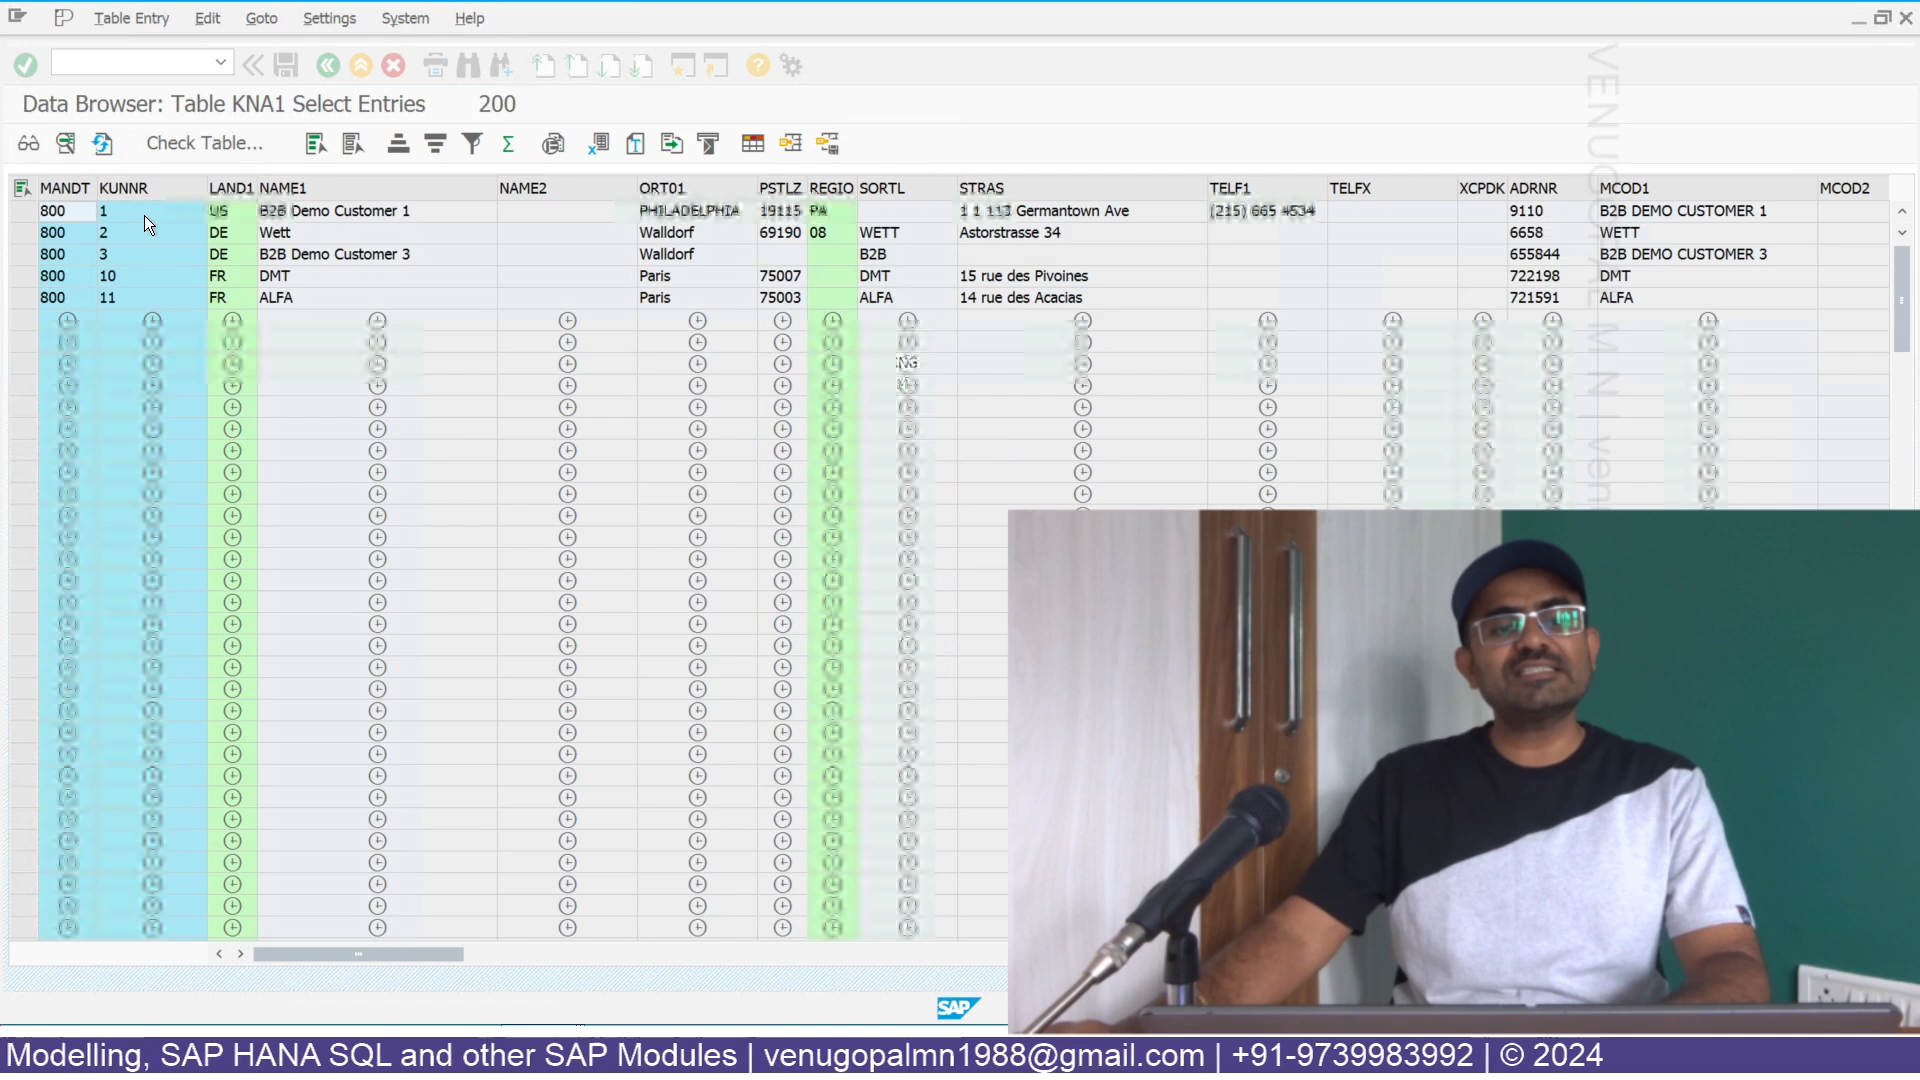 Table Entry Edit Goto Settings System Help
Data Browser: Table KNA1 Select Entries 200
Check Table...
MANDT KUNNR LAND1 NAME1 NAME2 ORT01 PSTLZ REGIO SORTL STRAS TELF1 TELFX XCPDK ADRNR MCOD1 MCOD2
800 1 US B2B Demo Customer 1 PHILADELPHIA 19115 PA Germantown Ave (215) 665 4534 9110 B2B DEMO CUSTOMER 1
800 2 DE Wett Walldorf 69190 08 WETT Astorstrasse 34 6658 WETT
800 3 DE B2B Demo Customer 3 Walldorf B2B 655844 B2B DEMO CUSTOMER 3
800 10 FR DMT Paris 75007 DMT 15 rue des Pivoines 722198 DMT
800 11 FR ALFA Paris 75003 ALFA 14 rue des Acacias 721591 ALFA
VENUGOPAL M N |
SAP
Modelling, SAP HANA SQL and other SAP Modules | venugopalmn1988@gmail.com | +91-9739983992 | © 2024